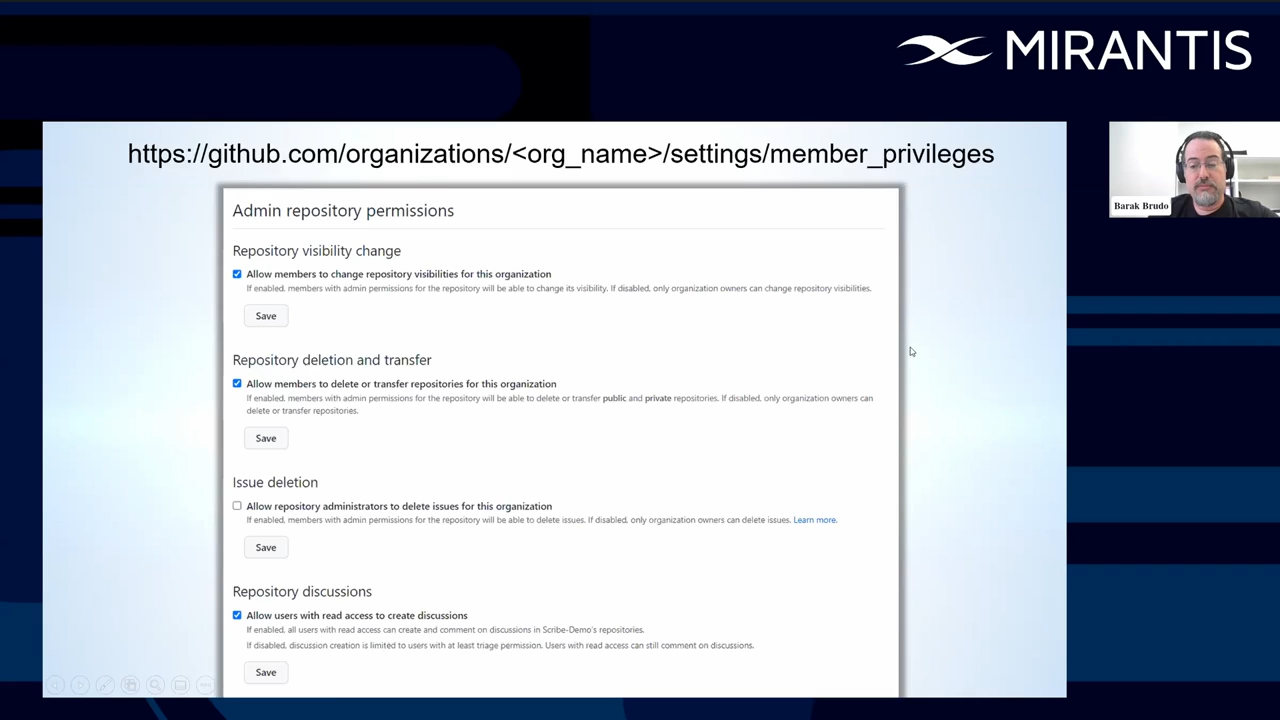 MIRANTIS
https://github.com/organizations/<org_name>/settings/member_privileges
Barak Brudo
Admin repository permissions
Repository visibility change
Allow members to change repository visibilities for this organization
If enabled, members with admin permissions for the repository will be able to change its visibility. If disabled, only organization owners can change repository visibilities.
Save
Repository deletion and transfer
Allow members to delete or transfer repositories for this organization
If enabled, members with admin permissions for the repository will be able to delete or transfer public and private repositories. If disabled, only organization owners can
delete or transfer repositories.
Save
Issue deletion
Allow repository administrators to delete issues for this organization
If enabled, members with admin permissions for the repository will be able to delete issues. If disabled, only organization owners can delete issues. Learn more.
Save
Repository discussions
Allow users with read access to create discussions
If enabled, all users with read access can create and comment on discussions in Scribe-Demo's repositories.
If disabled, discussion creation is limited to users with at least triage permission. Users with read access can still comment on discussions.
Save